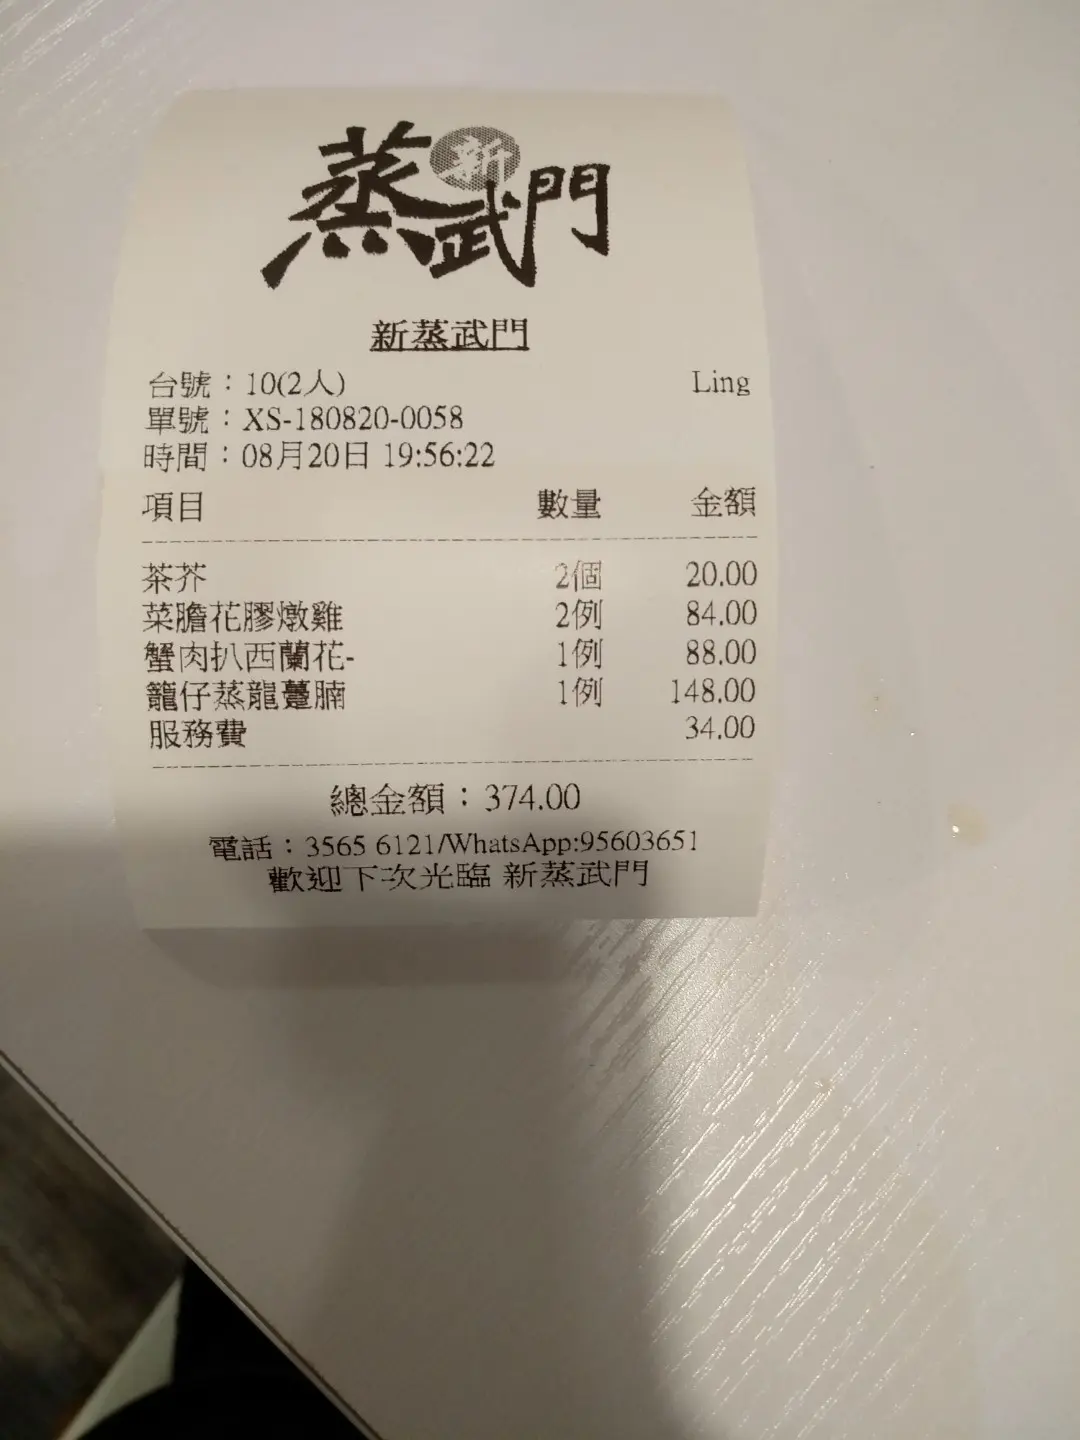 蒸新武門
新蒸武門
台號：10(2人) Ling
單號：XS-180820-0058
時間：08月20日 19:56:22
項目 數量 金額
茶芥 2個 20.00
菜膽花膠燉雞 2例 84.00
蟹肉扒西蘭花- 1例 88.00
籠仔蒸龍躉腩 1例 148.00
服務費 34.00
總金額：374.00
電話：3565 6121/WhatsApp:95603651
歡迎下次光臨 新蒸武門